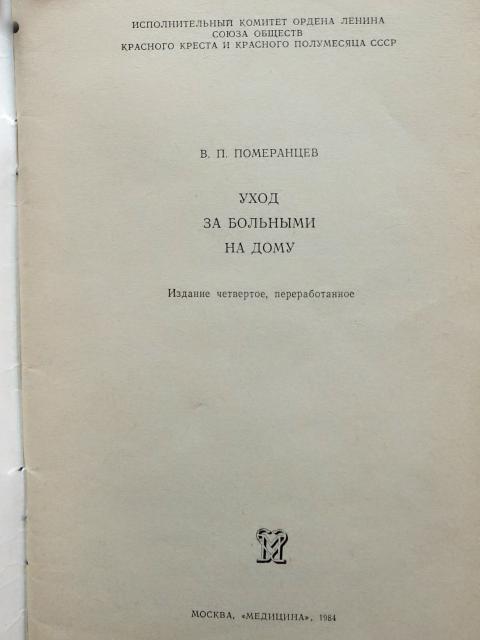 ИСПОЛНИТЕЛЬНЫЙ КОМИТЕТ ОРДЕНА ЛЕНИНА
СОЮЗА ОБЩЕСТВ
КРАСНОГО КРЕСТА И КРАСНОГО ПОЛУМЕСЯЦА СССР
В. П. ПОМЕРАНЦЕВ
УХОД
ЗА БОЛЬНЫМИ
НА ДОМУ
Издание четвертое, переработанное
М
МОСКВА, «МЕДИЦИНА», 1984